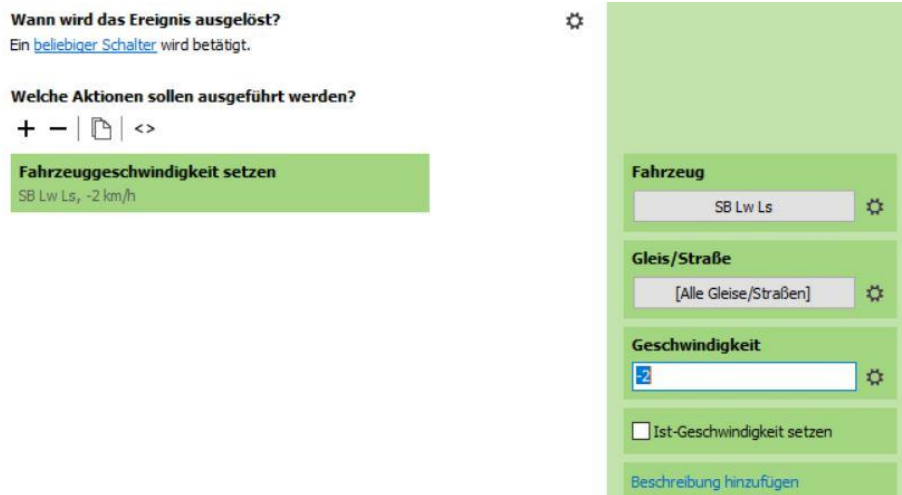 Wann wird das Ereignis ausgelöst?
Ein beliebiger Schalter wird betätigt.
Welche Aktionen sollen ausgeführt werden?
+ − | | <>
Fahrzeuggeschwindigkeit setzen
SB Lw Ls, -2 km/h
Fahrzeug
SB Lw Ls
Gleis/Straße
[Alle Gleise/Straßen]
Geschwindigkeit
-2
Ist-Geschwindigkeit setzen
Beschreibung hinzufügen